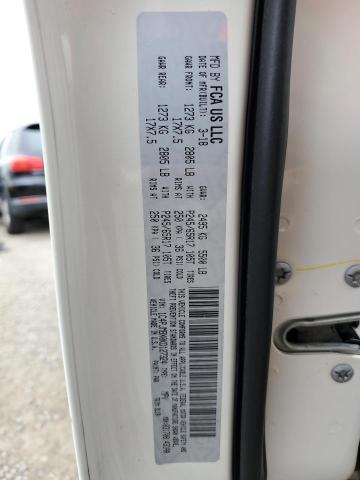 MFD BY FCA US LLC
DATE OF MFR(BUILT): 3-18 GVWR: 2495 KG 5500 LB
GAWR FRONT: 1273 KG 2805 LB WITH P245/65R17 105T TIRES
17X7.5 RIMS AT 250 KPA ( 36 PSI) COLD
GAWR REAR: 1273 KG 2805 LB WITH P245/65R17 105T TIRES
17X7.5 RIMS AT 250 KPA ( 36 PSI) COLD
THIS VEHICLE CONFORMS TO ALL APPLICABLE U.S.A. FEDERAL MOTOR VEHICLE SAFETY AND
THEFT PREVENTION STANDARDS IN EFFECT ON THE DATE OF MANUFACTURE SHOWN ABOVE.
VIN: TYPE: MPV
VEHICLE MADE IN U.S.A. PAINT: TRIM: